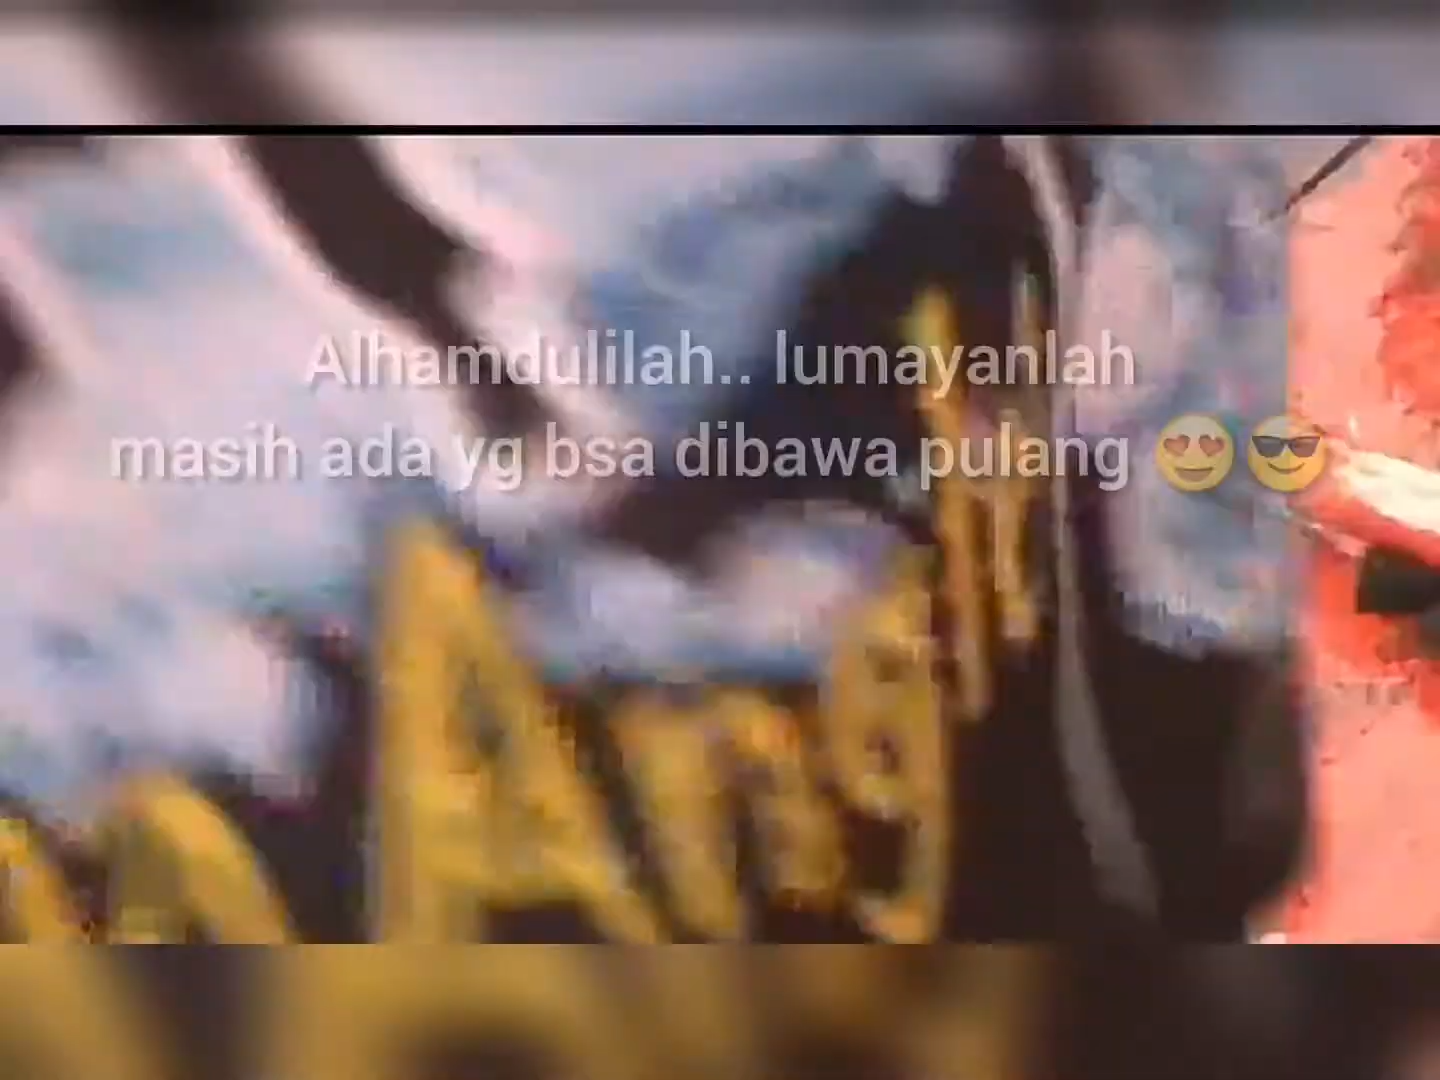 Alhamdulilah.. lumayanlah
masih ada yg bsa dibawa pulang 😍😎